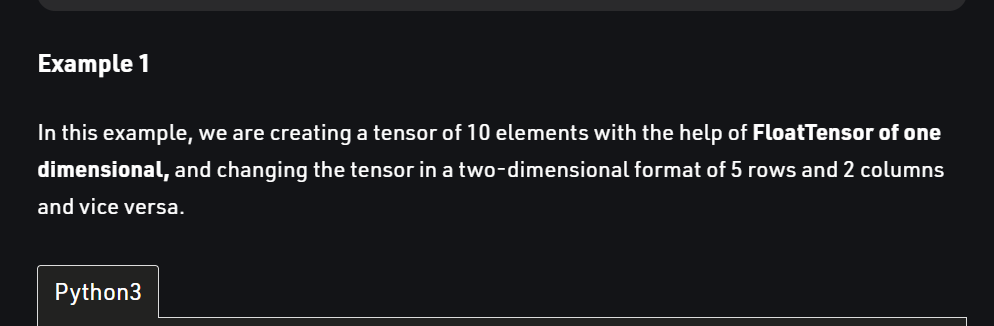 Example 1
In this example, we are creating a tensor of 10 elements with the help of FloatTensor of one
dimensional, and changing the tensor in a two-dimensional format of 5 rows and 2 columns
and vice versa.
Python3